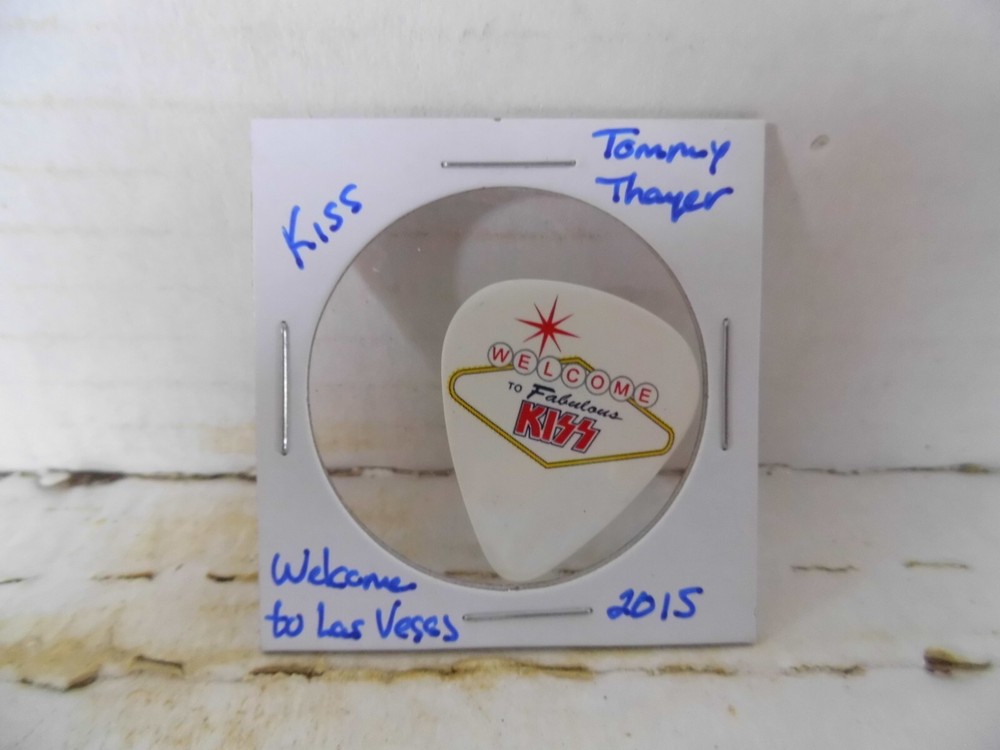 Tommy
Thayer
KISS
WELCOME
TO Fabulous
KISS
Welcome
to Las Vegas
2015